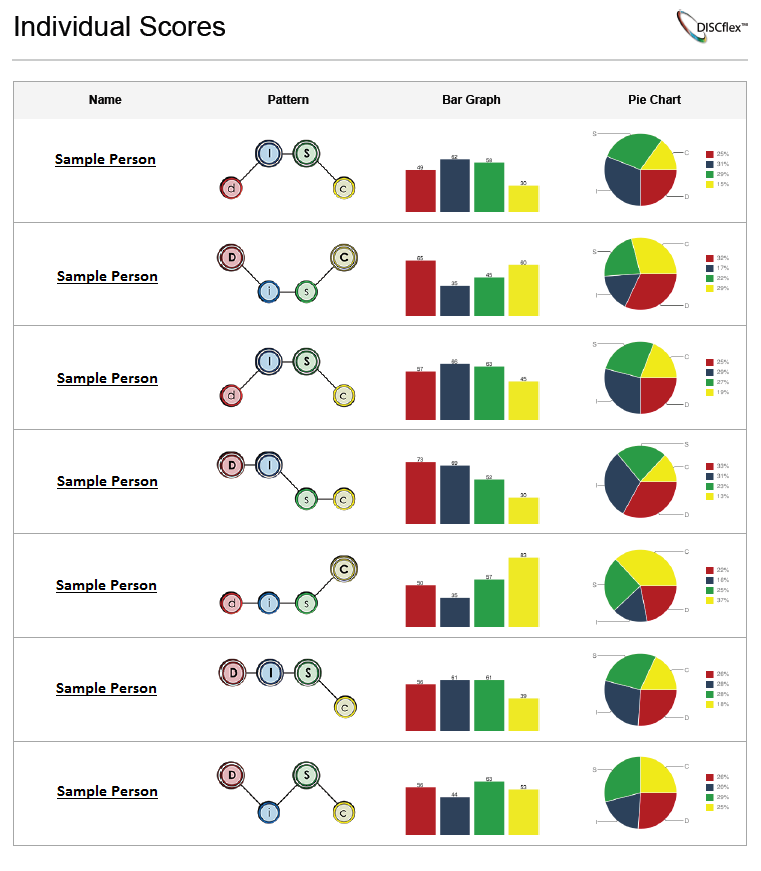 Individual Scores
DISCflex™
Name Pattern Bar Graph Pie Chart
Sample Person
d I S c
49 62 58 30
S C I D
25%
31%
29%
15%
Sample Person
D i s C
65 35 45 60
S C I D
32%
17%
22%
29%
Sample Person
d I S c
57 66 63 45
S C I D
25%
29%
27%
19%
Sample Person
D I s c
73 69 52 30
S C I D
33%
31%
23%
13%
Sample Person
d i s C
50 35 57 83
C S D I
22%
16%
25%
37%
Sample Person
D I S c
56 61 61 39
S C I D
26%
28%
28%
18%
Sample Person
D i S c
56 44 63 53
S C I D
26%
20%
29%
25%